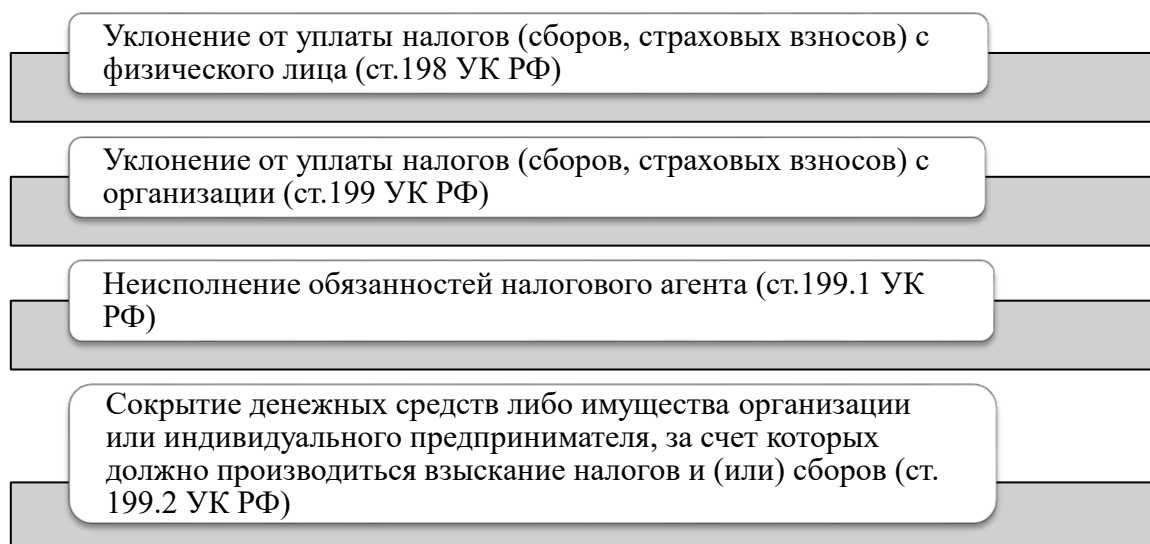 Уклонение от уплаты налогов (сборов, страховых взносов) с
физического лица (ст.198 УК РФ)
Уклонение от уплаты налогов (сборов, страховых взносов) с
организации (ст.199 УК РФ)
Неисполнение обязанностей налогового агента (ст.199.1 УК
РФ)
Сокрытие денежных средств либо имущества организации
или индивидуального предпринимателя, за счет которых
должно производиться взыскание налогов и (или) сборов (ст.
199.2 УК РФ)